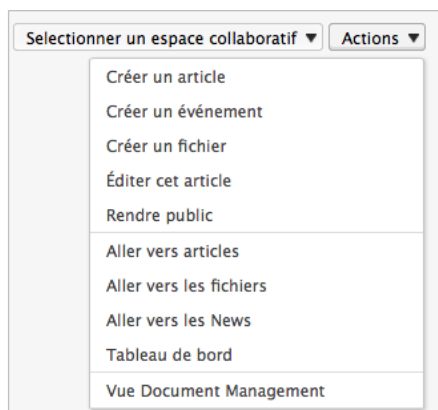 Selectionner un espace collaboratif ▼ Actions ▼
Créer un article
Créer un événement
Créer un fichier
Éditer cet article
Rendre public
Aller vers articles
Aller vers les fichiers
Aller vers les News
Tableau de bord
Vue Document Management